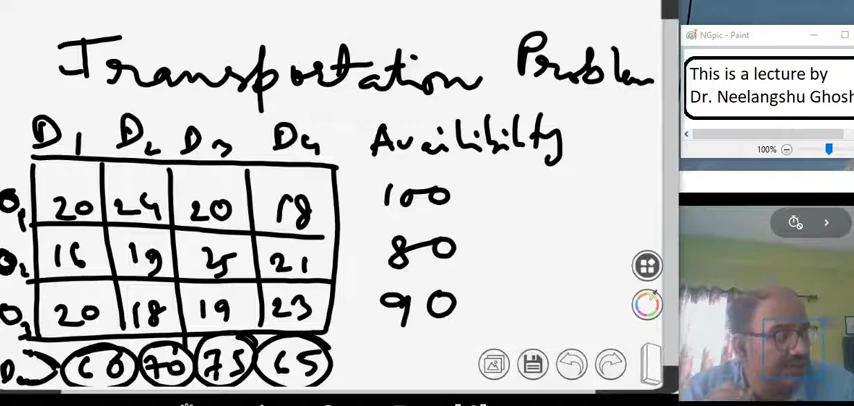 Transportation Problem
D1 D2 D3 D4 Availibility
O1 20 24 20 18 100
O2 16 19 25 21 80
O3 20 18 19 23 90
60 70 75 65
NGpic - Paint
This is a lecture by
Dr. Neelangshu Ghosh
100%